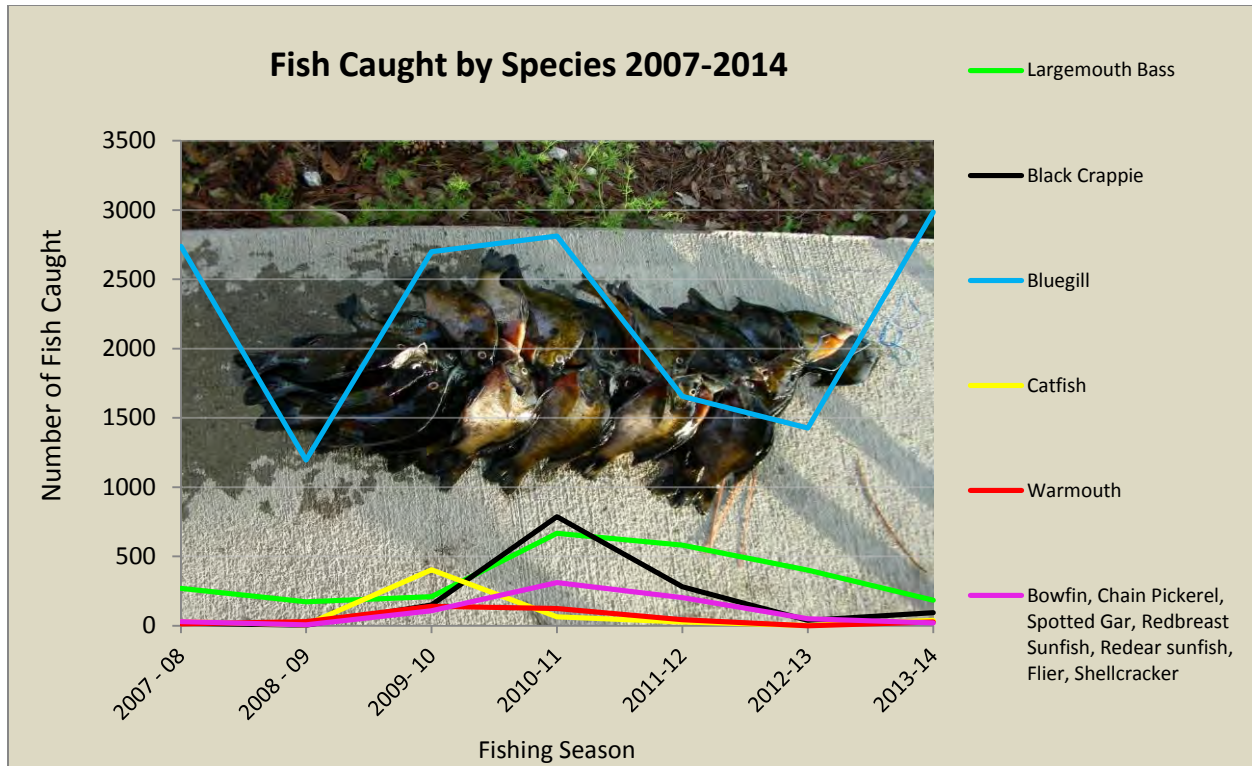 Fish Caught by Species 2007-2014
Number of Fish Caught
3500
3000
2500
2000
1500
1000
500
0
2007 - 08
2008 - 09
2009- 10
2010-11
2011-12
2012-13
2013-14
Fishing Season
Largemouth Bass
Black Crappie
Bluegill
Catfish
Warmouth
Bowfin, Chain Pickerel,
Spotted Gar, Redbreast
Sunfish, Redear sunfish,
Flier, Shellcracker